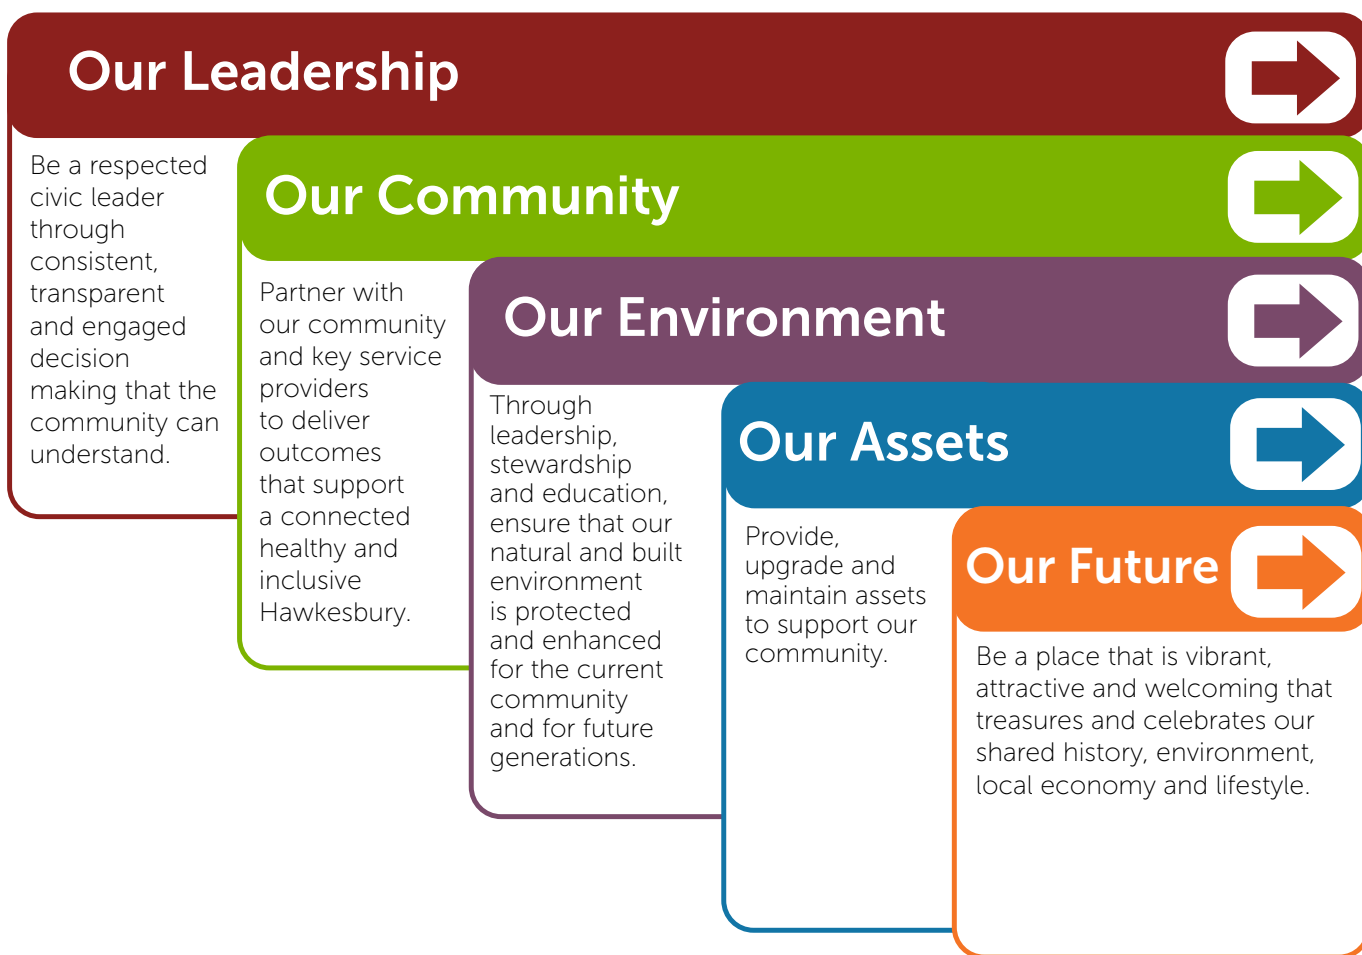 Our Leadership
Be a respected
civic leader
through
consistent,
transparent
and engaged
decision
making that the
community can
understand.
Our Community
Partner with
our community
and key service
providers
to deliver
outcomes
that support
a connected
healthy and
inclusive
Hawkesbury.
Our Environment
Through
leadership,
stewardship
and education,
ensure that our
natural and built
environment
is protected
and enhanced
for the current
community
and for future
generations.
Our Assets
Provide,
upgrade and
maintain assets
to support our
community.
Our Future
Be a place that is vibrant,
attractive and welcoming that
treasures and celebrates our
shared history, environment,
local economy and lifestyle.